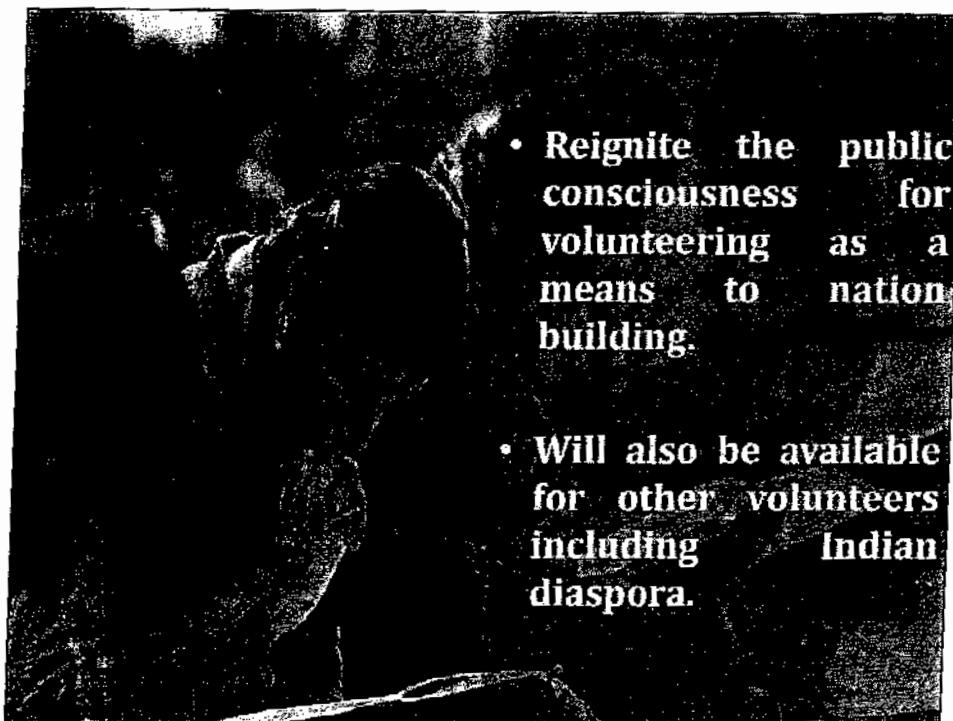 • Reignite the public
consciousness for
volunteering as a
means to nation
building.
• Will also be available
for other volunteers
including Indian
diaspora.